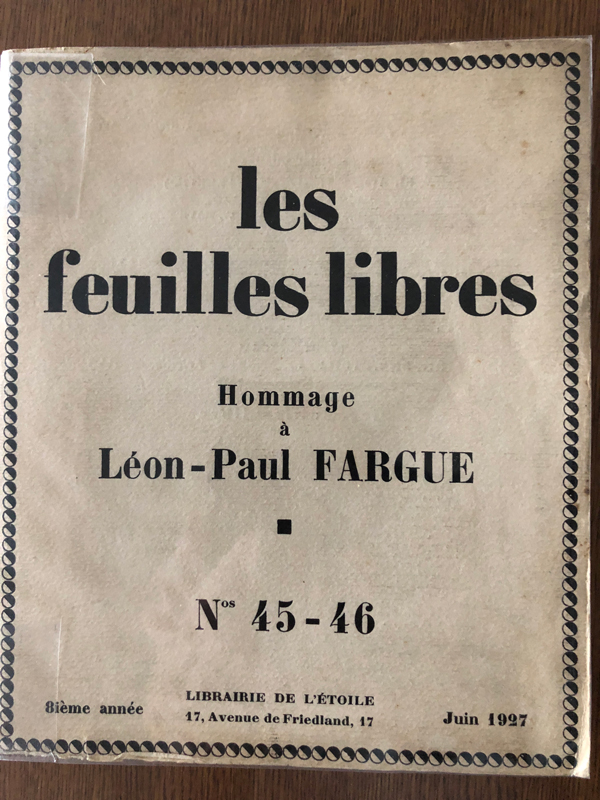 les
feuilles libres
Hommage
à
Léon-Paul FARGUE
Nos 45-46
8ième année
LIBRAIRIE DE L'ÉTOILE
17, Avenue de Friedland, 17
Juin 1927